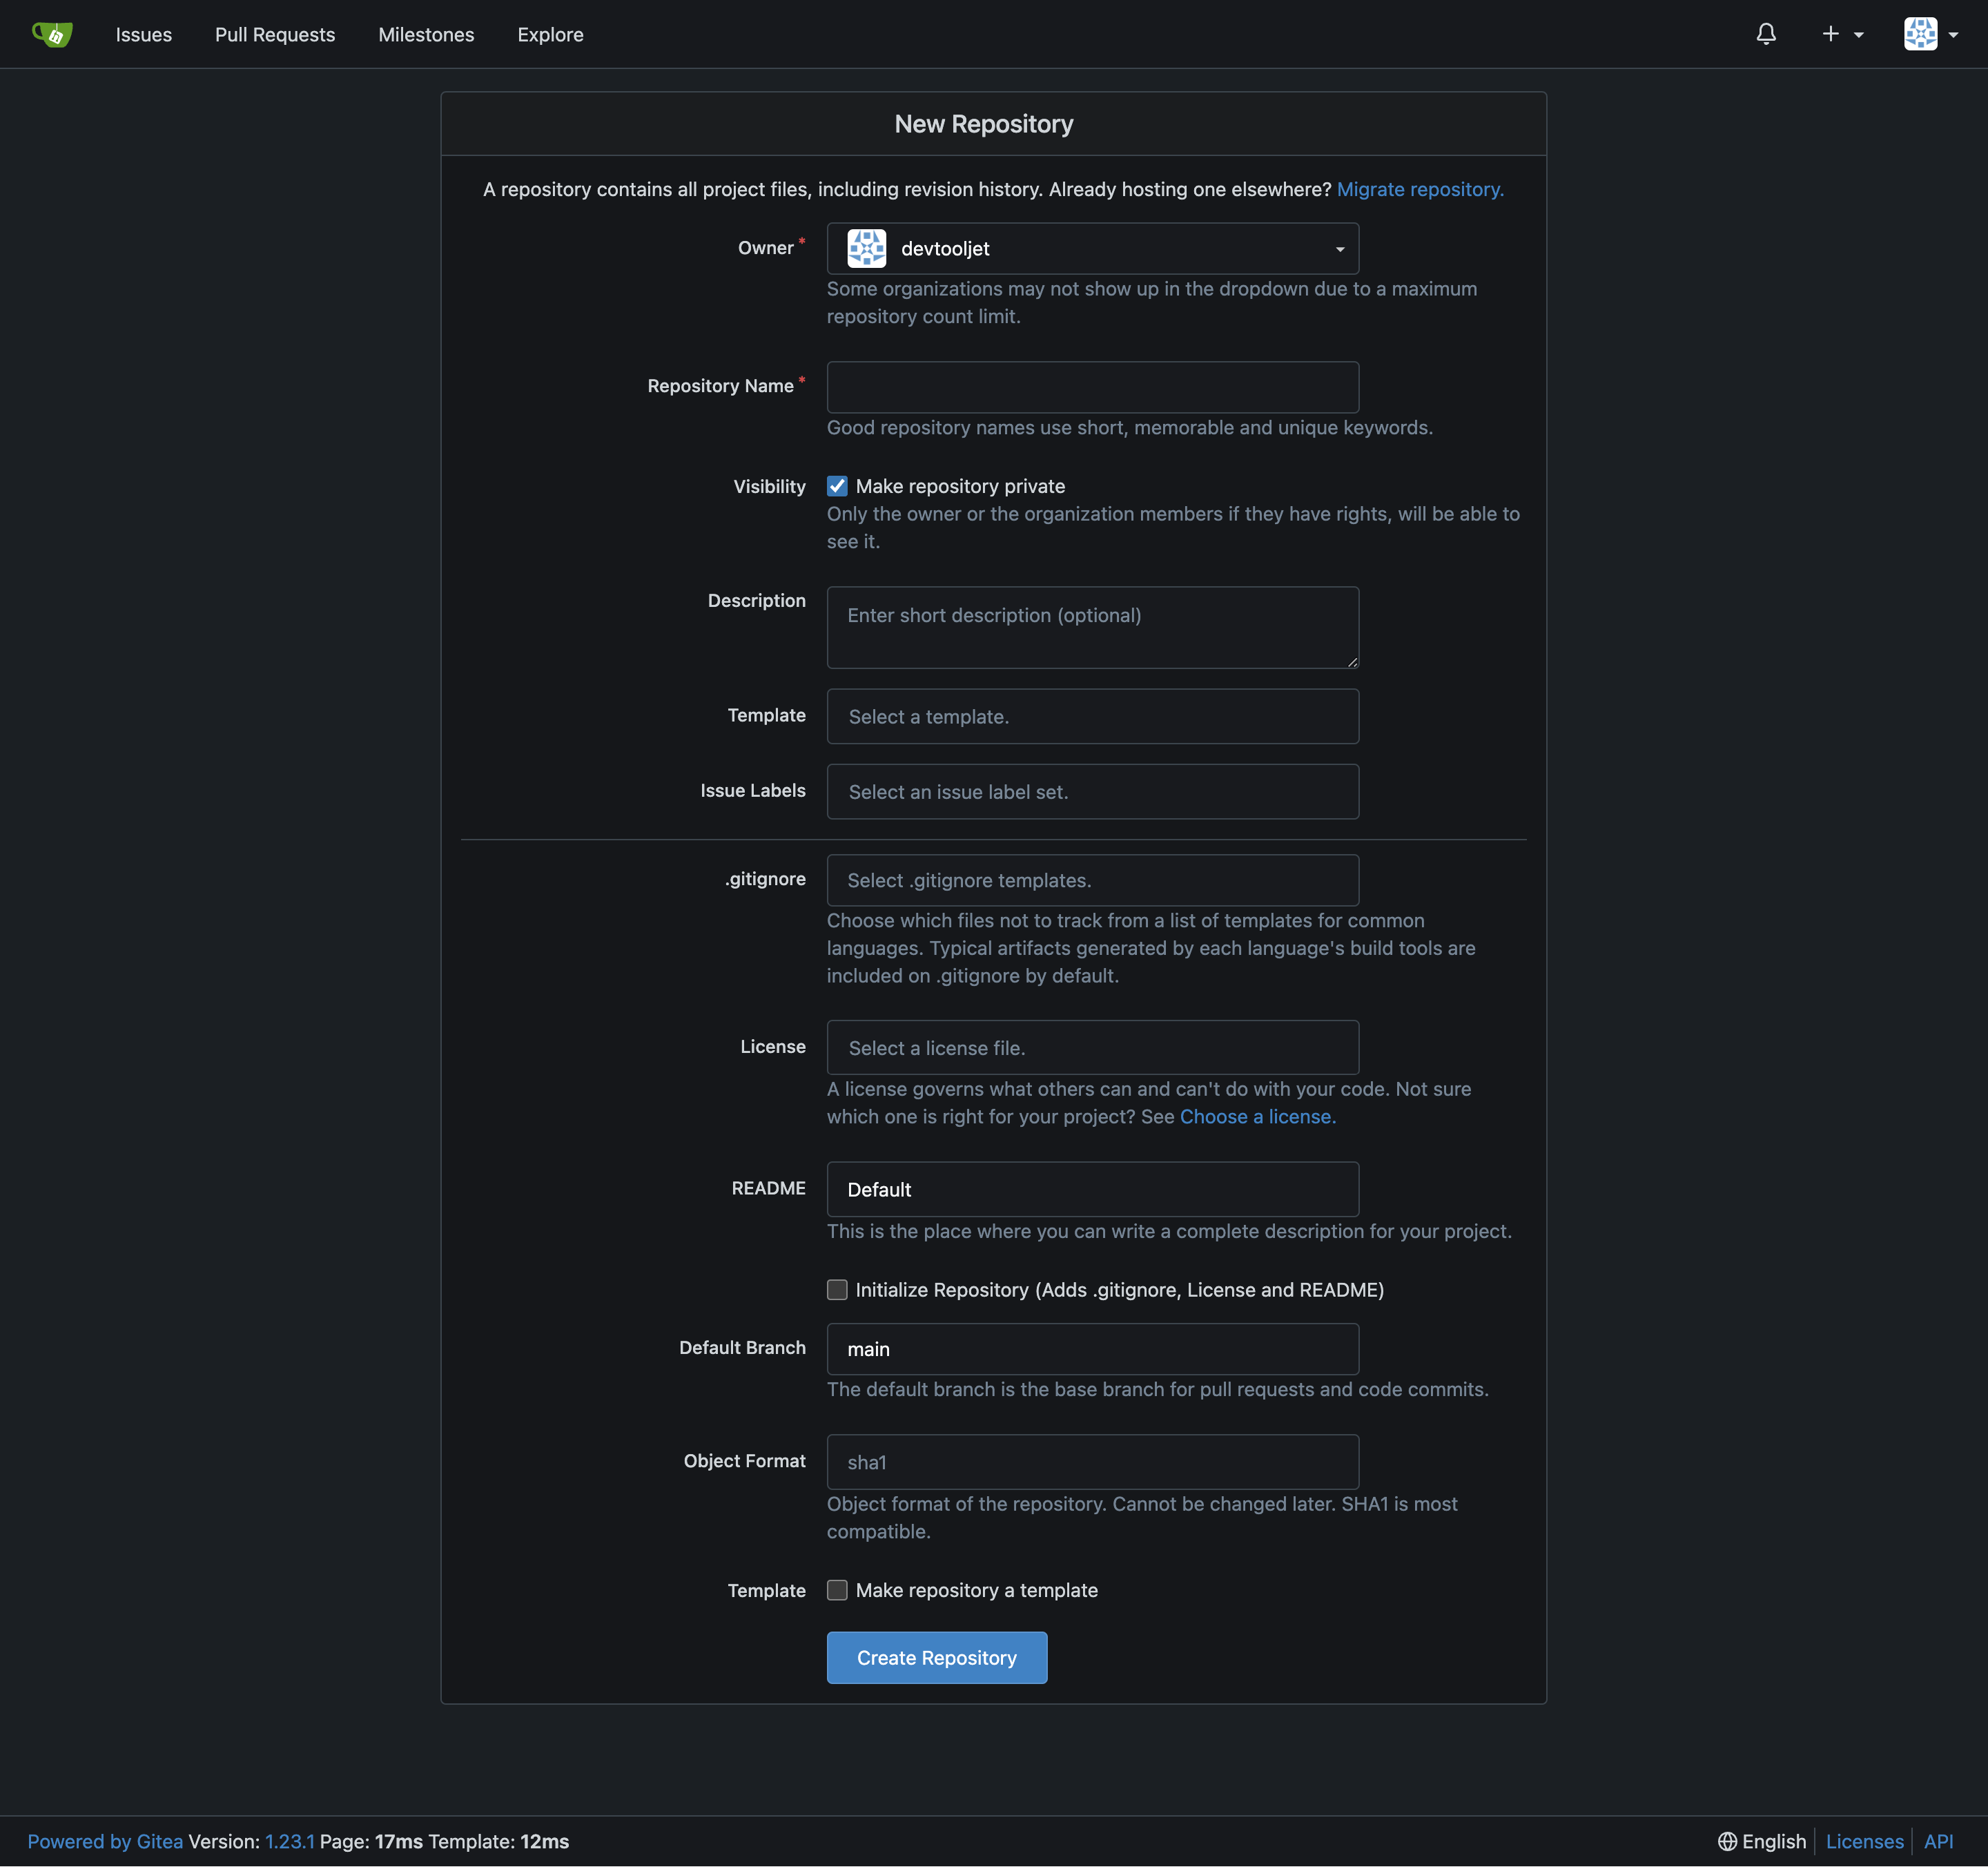 Issues Pull Requests Milestones Explore
New Repository
A repository contains all project files, including revision history. Already hosting one elsewhere? Migrate repository.
Owner * devtooljet
Some organizations may not show up in the dropdown due to a maximum
repository count limit.
Repository Name *
Good repository names use short, memorable and unique keywords.
Visibility Make repository private
Only the owner or the organization members if they have rights, will be able to
see it.
Description Enter short description (optional)
Template Select a template.
Issue Labels Select an issue label set.
.gitignore Select .gitignore templates.
Choose which files not to track from a list of templates for common
languages. Typical artifacts generated by each language's build tools are
included on .gitignore by default.
License Select a license file.
A license governs what others can and can't do with your code. Not sure
which one is right for your project? See Choose a license.
README Default
This is the place where you can write a complete description for your project.
Initialize Repository (Adds .gitignore, License and README)
Default Branch main
The default branch is the base branch for pull requests and code commits.
Object Format sha1
Object format of the repository. Cannot be changed later. SHA1 is most
compatible.
Template Make repository a template
Create Repository
Powered by Gitea Version: 1.23.1 Page: 17ms Template: 12ms English Licenses API